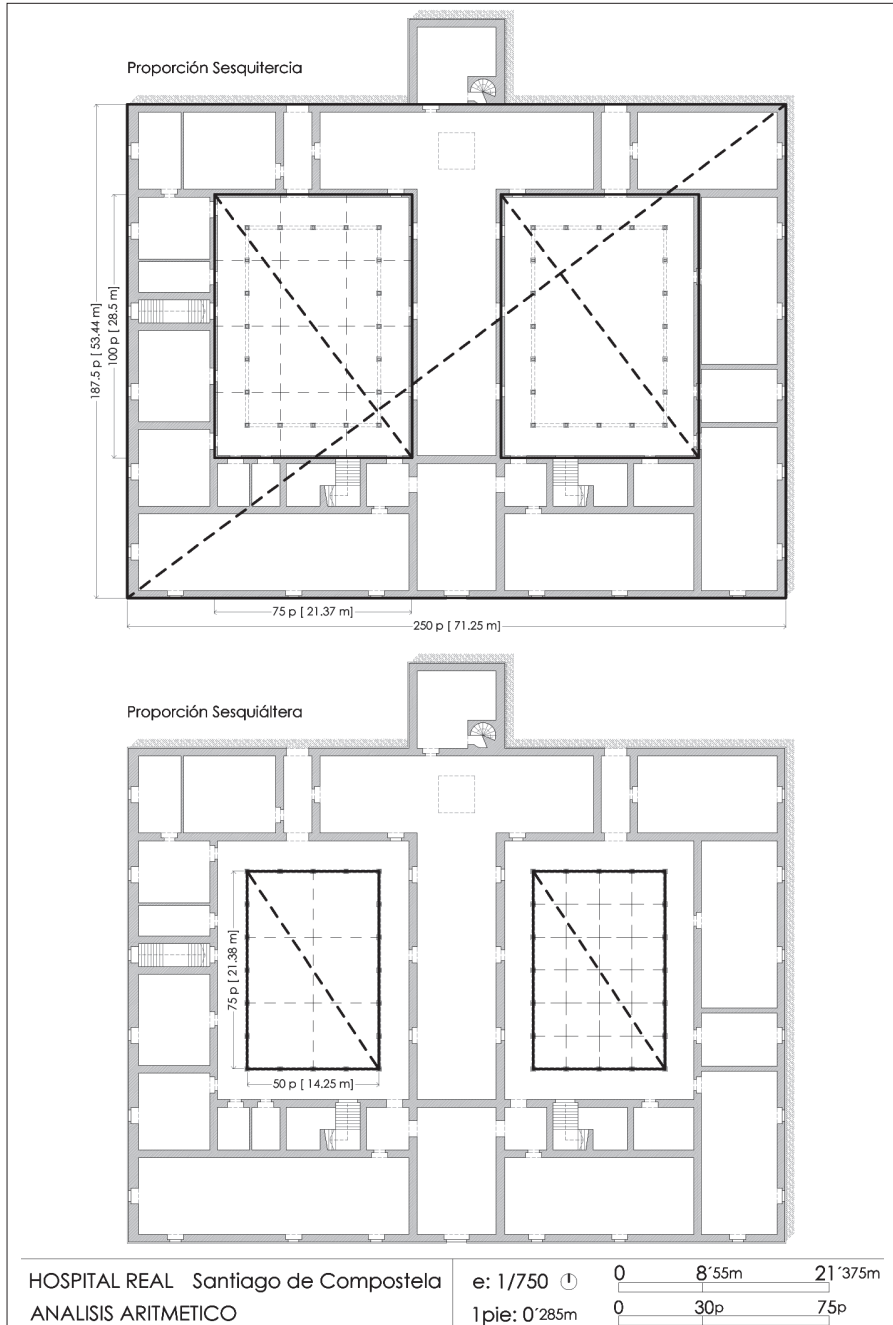 Proporción Sesquitercia
187.5 p [ 53.44 m ]
100 p [ 28.5 m ]
75 p [ 21.37 m ]
250 p [ 71.25 m ]
Proporción Sesquiáltera
75 p [ 21.38 m ]
50 p [ 14.25 m ]
HOSPITAL REAL Santiago de Compostela
ANALISIS ARITMETICO
e: 1/750
1pie: 0´285m
0 8´55m 21´375m
0 30p 75p